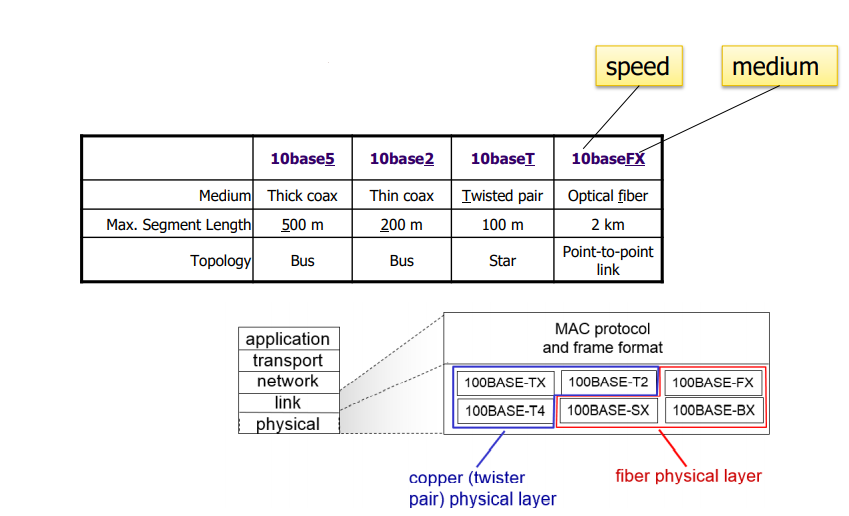 speed
medium
10base5
10base2
10baseT
10baseFX
Medium
Thick coax
Thin coax
Twisted pair
Optical fiber
Max. Segment Length
500 m
200 m
100 m
2 km
Topology
Bus
Bus
Star
Point-to-point
link
application
transport
network
link
physical
MAC protocol
and frame format
100BASE-TX
100BASE-T2
100BASE-FX
100BASE-T4
100BASE-SX
100BASE-BX
copper (twister
pair) physical layer
fiber physical layer